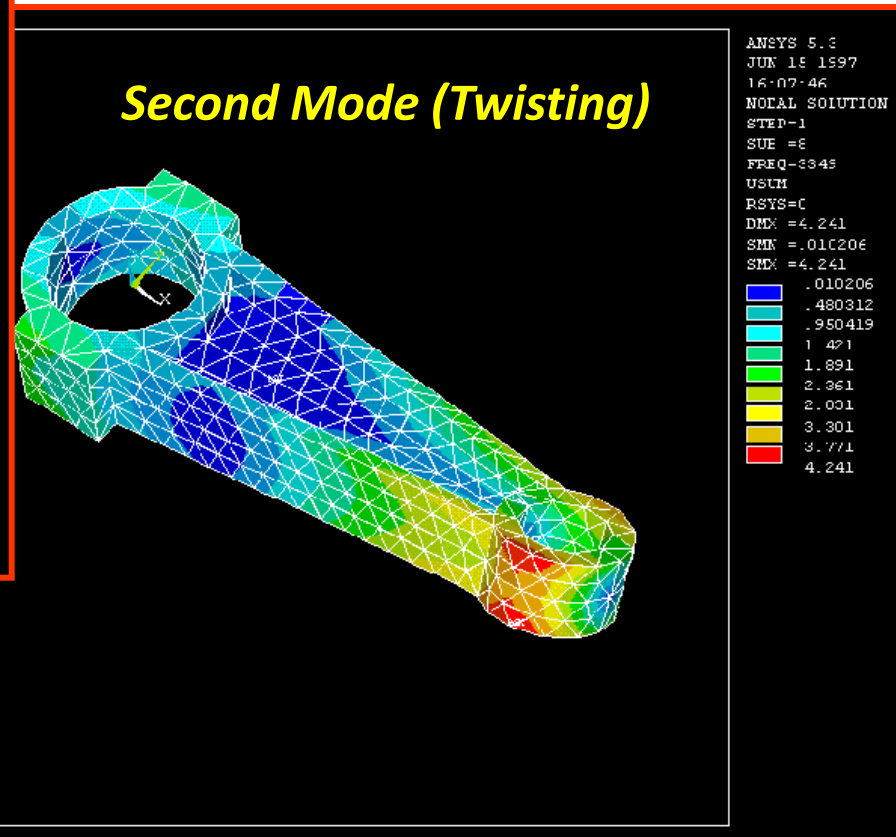 Second Mode (Twisting)
ANSYS 5.3
JUN 15 1997
16:07:46
NODAL SOLUTION
STEP=1
SUB =8
USUM
RSYS=0
DMX =4.241
SMN =.010206
SMX =4.241
.010206
.480312
.950419
1.421
1.891
2.361
2.831
3.301
3.771
4.241
X